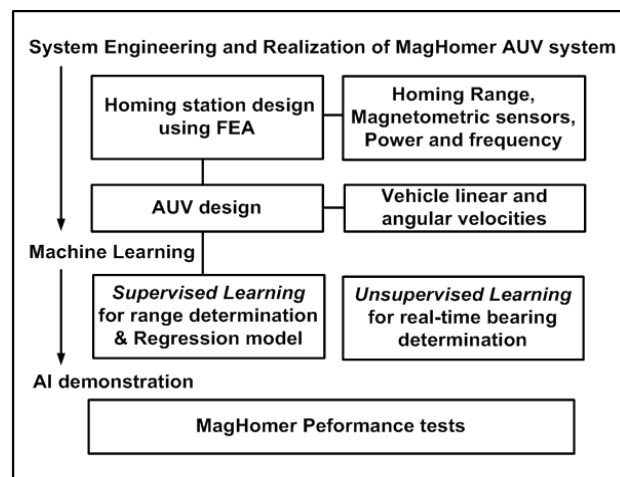 System Engineering and Realization of MagHomer AUV system
Homing station design
using FEA
Homing Range,
Magnetometric sensors,
Power and frequency
AUV design
Vehicle linear and
angular velocities
Machine Learning
Supervised Learning
for range determination
& Regression model
Unsupervised Learning
for real-time bearing
determination
AI demonstration
MagHomer Peformance tests